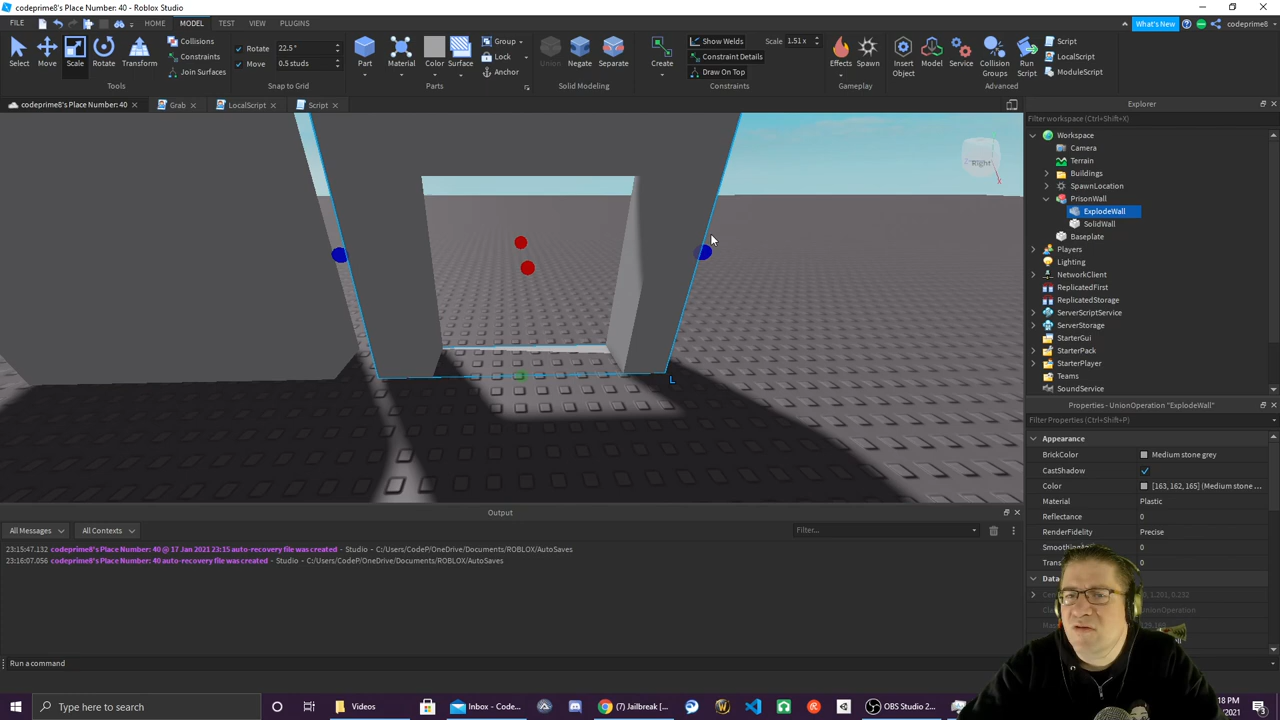 codeprime8's Place Number: 40 - Roblox Studio
FILE
HOME
MODEL
TEST
VIEW
PLUGINS
What's New
codeprime8
Select
Move
Scale
Rotate
Transform
Collisions
Constraints
Join Surfaces
Tools
Rotate 22.5°
Move 0.5 studs
Snap to Grid
Part
Material
Color
Surface
Group
Lock
Anchor
Parts
Union
Negate
Separate
Solid Modeling
Create
Show Welds
Scale 1.51 x
Constraint Details
Draw On Top
Constraints
Effects
Spawn
Gameplay
Insert Object
Model
Service
Collision Groups
Run Script
Script
LocalScript
ModuleScript
Advanced
codeprime8's Place Number: 40
Grab
LocalScript
Script
Right
X
L
Explorer
Filter workspace (Ctrl+Shift+X)
Workspace
Camera
Terrain
Buildings
SpawnLocation
PrisonWall
ExplodeWall
SolidWall
Baseplate
Players
Lighting
NetworkClient
ReplicatedFirst
ReplicatedStorage
ServerScriptService
ServerStorage
StarterGui
StarterPack
StarterPlayer
Teams
SoundService
Properties - UnionOperation "ExplodeWall"
Filter Properties (Ctrl+Shift+P)
Appearance
BrickColor Medium stone grey
CastShadow
Color [163, 162, 165] (Medium stone ...
Material Plastic
Reflectance 0
RenderFidelity Precise
0
Trans 0
Data
1.201, 0.232
UnionOperation
Output
All Messages
All Contexts
Filter...
23:15:47.132 codeprime8's Place Number: 40 @ 17 Jan 2021 23:15 auto-recovery file was created - Studio - C:/Users/CodeP/OneDrive/Documents/ROBLOX/AutoSaves
23:16:07.056 codeprime8's Place Number: 40 auto-recovery file was created - Studio - C:/Users/CodeP/OneDrive/Documents/ROBLOX/AutoSaves
Run a command
Type here to search
Videos
Inbox - Code...
(7) Jailbreak [...
OBS Studio 2...
18 PM
2021